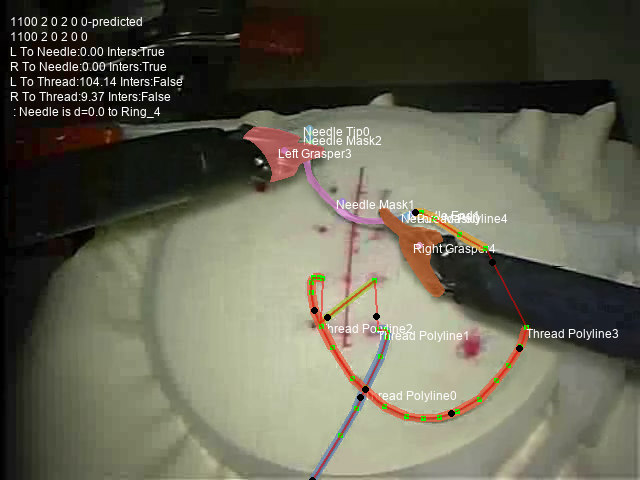 1100 2 0 2 0 0-predicted
1100 2 0 2 0 0
L To Needle:0.00 Inters:True
R To Needle:0.00 Inters:True
L To Thread:104.14 Inters:False
R To Thread:9.37 Inters:False
: Needle is d=0.0 to Ring_4
Needle Tip0
Needle Mask2
Left Grasper3
Needle Mask1
Right Grasper4
Thread Polyline2
Thread Polyline1
Thread Polyline3
Thread Polyline0